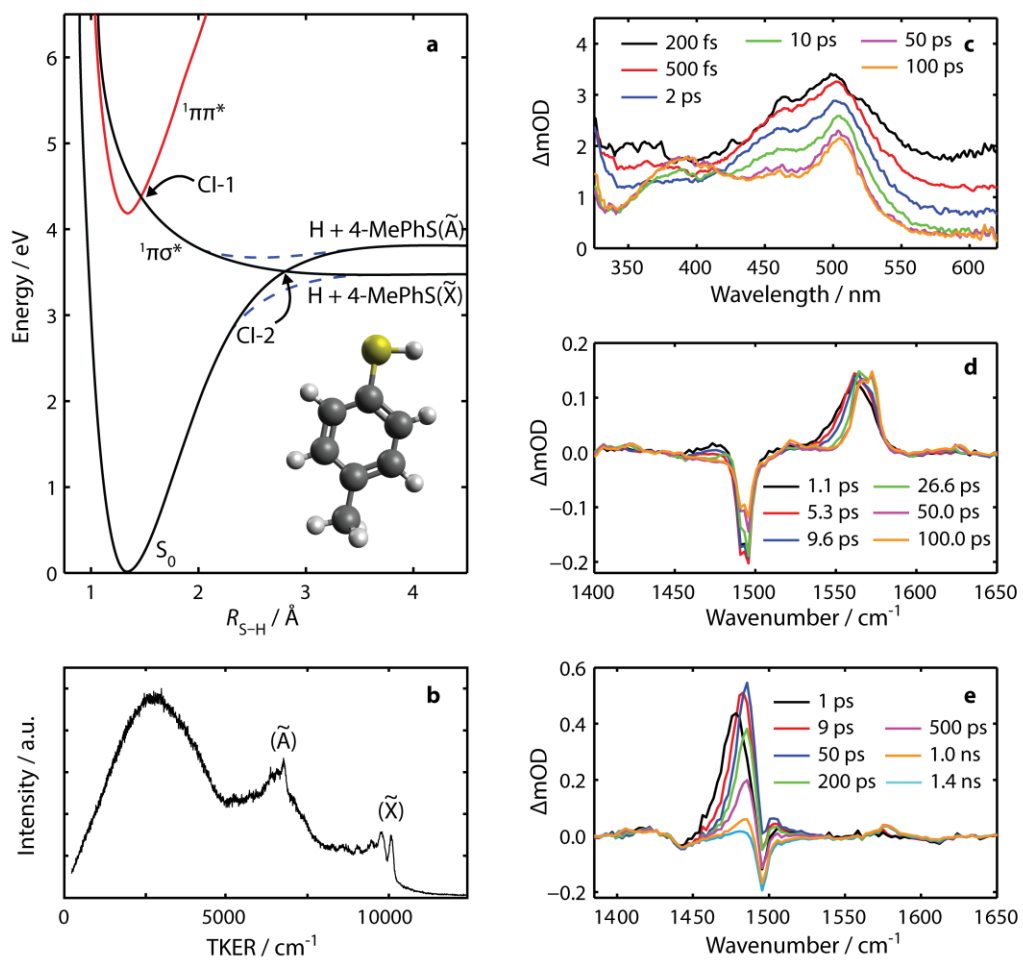 a
Energy / eV
6
5
4
3
2
1
0
¹ππ*
CI-1
¹πσ*
H + 4-MePhS(Ã)
H + 4-MePhS(X̃)
CI-2
S₀
1 2 3 4
R_S–H / Å
b
Intensity / a.u.
(Ã)
(X̃)
0 5000 10000
TKER / cm⁻¹
c
ΔmOD
4
3
2
1
0
200 fs 10 ps 50 ps
500 fs 100 ps
2 ps
350 400 450 500 550 600
Wavelength / nm
d
ΔmOD
0.2
0.1
0.0
−0.1
−0.2
1.1 ps 26.6 ps
5.3 ps 50.0 ps
9.6 ps 100.0 ps
1400 1450 1500 1550 1600 1650
Wavenumber / cm⁻¹
e
ΔmOD
0.6
0.4
0.2
0.0
−0.2
1 ps
9 ps 500 ps
50 ps 1.0 ns
200 ps 1.4 ns
1400 1450 1500 1550 1600 1650
Wavenumber / cm⁻¹